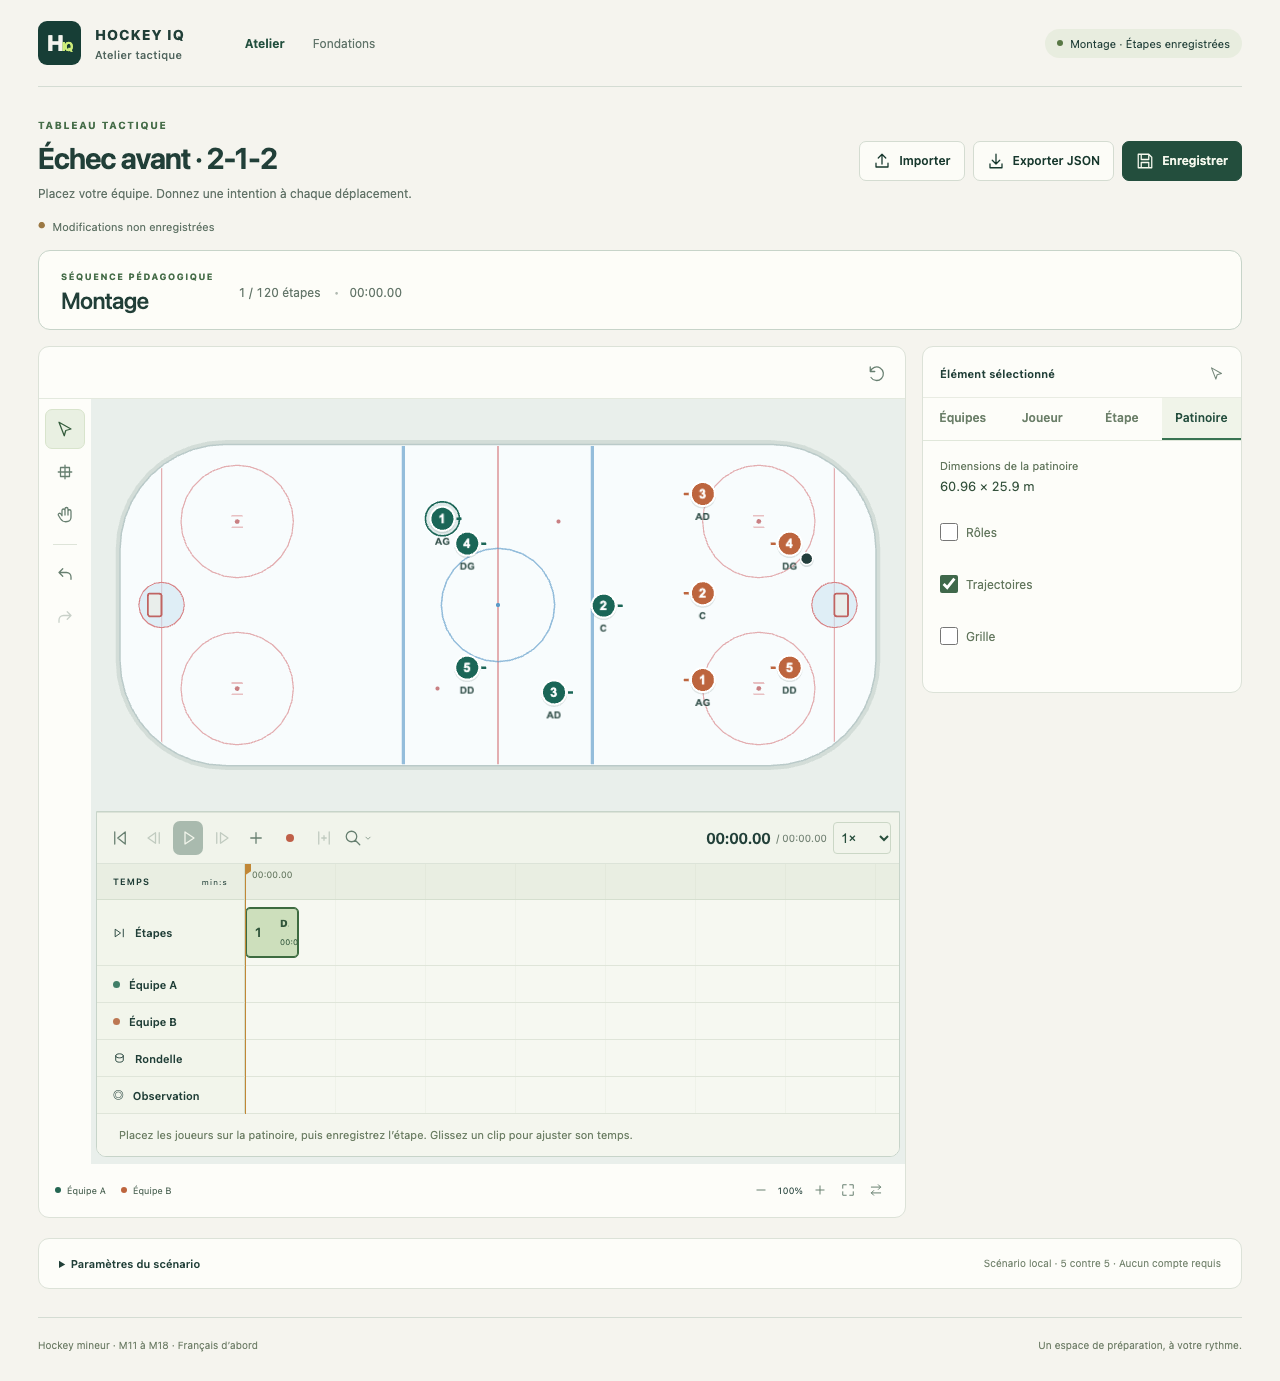 HIQ
HOCKEY IQ
Atelier tactique
Atelier
Fondations
Montage · Étapes enregistrées
TABLEAU TACTIQUE
Échec avant · 2-1-2
Placez votre équipe. Donnez une intention à chaque déplacement.
Importer
Exporter JSON
Enregistrer
Modifications non enregistrées
SÉQUENCE PÉDAGOGIQUE
Montage
1 / 120 étapes • 00:00.00
Élément sélectionné
Équipes
Joueur
Étape
Patinoire
Dimensions de la patinoire
60.96 × 25.9 m
Rôles
Trajectoires
Grille
3
AD
1
AG
4
DG
4
DG
2
C
2
C
5
DD
5
DD
1
AG
3
AD
00:00.00 / 00:00.00
1×
TEMPS
min:s
00:00.00
Étapes
1
D
00:0
Équipe A
Équipe B
Rondelle
Observation
Placez les joueurs sur la patinoire, puis enregistrez l'étape. Glissez un clip pour ajuster son temps.
Équipe A
Équipe B
100%
Paramètres du scénario
Scénario local · 5 contre 5 · Aucun compte requis
Hockey mineur · M11 à M18 · Français d'abord
Un espace de préparation, à votre rythme.